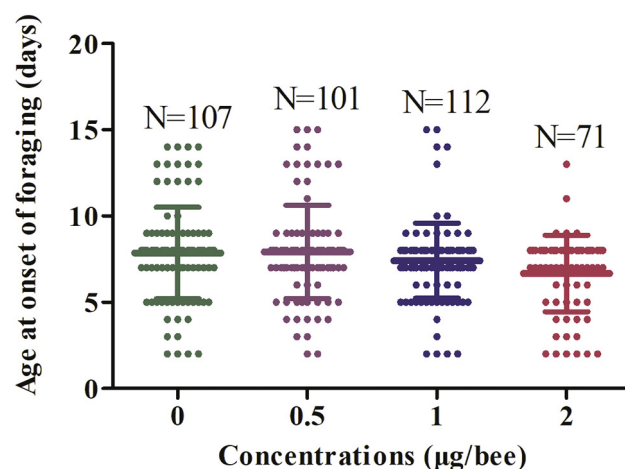 Age at onset of foraging (days)
20
15
10
5
0
N=107
N=101
N=112
N=71
0
0.5
1
2
Concentrations (μg/bee)